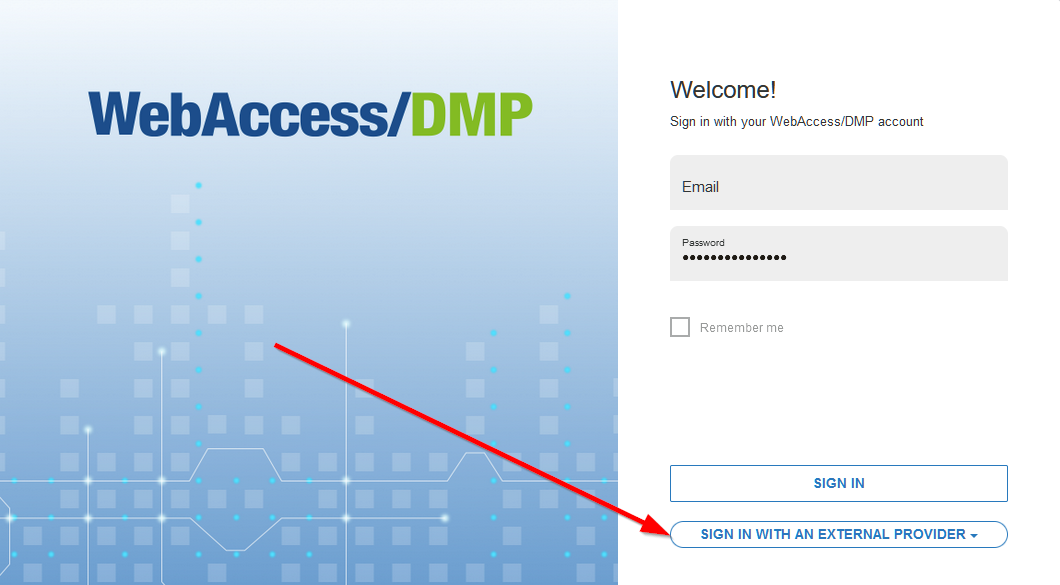 WebAccess/DMP
Welcome!
Sign in with your WebAccess/DMP account
Email
Password
•••••••••••••••
Remember me
SIGN IN
SIGN IN WITH AN EXTERNAL PROVIDER